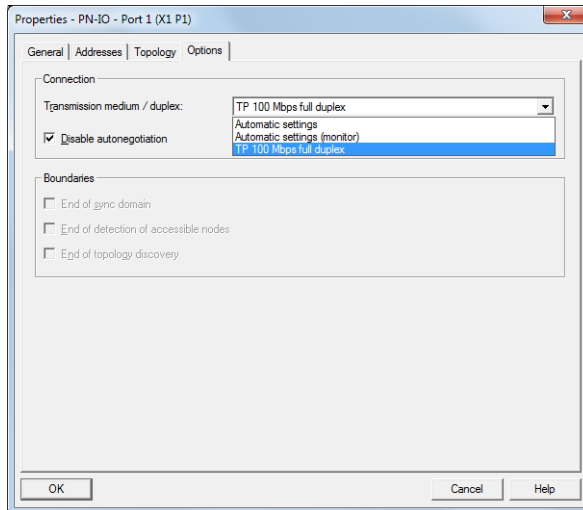 Properties - PN-IO - Port 1 (X1 P1)
General Addresses Topology Options
Connection
Transmission medium / duplex: TP 100 Mbps full duplex
Automatic settings
Disable autonegotiation Automatic settings (monitor)
TP 100 Mbps full duplex
Boundaries
End of sync domain
End of detection of accessible nodes
End of topology discovery
OK Cancel Help